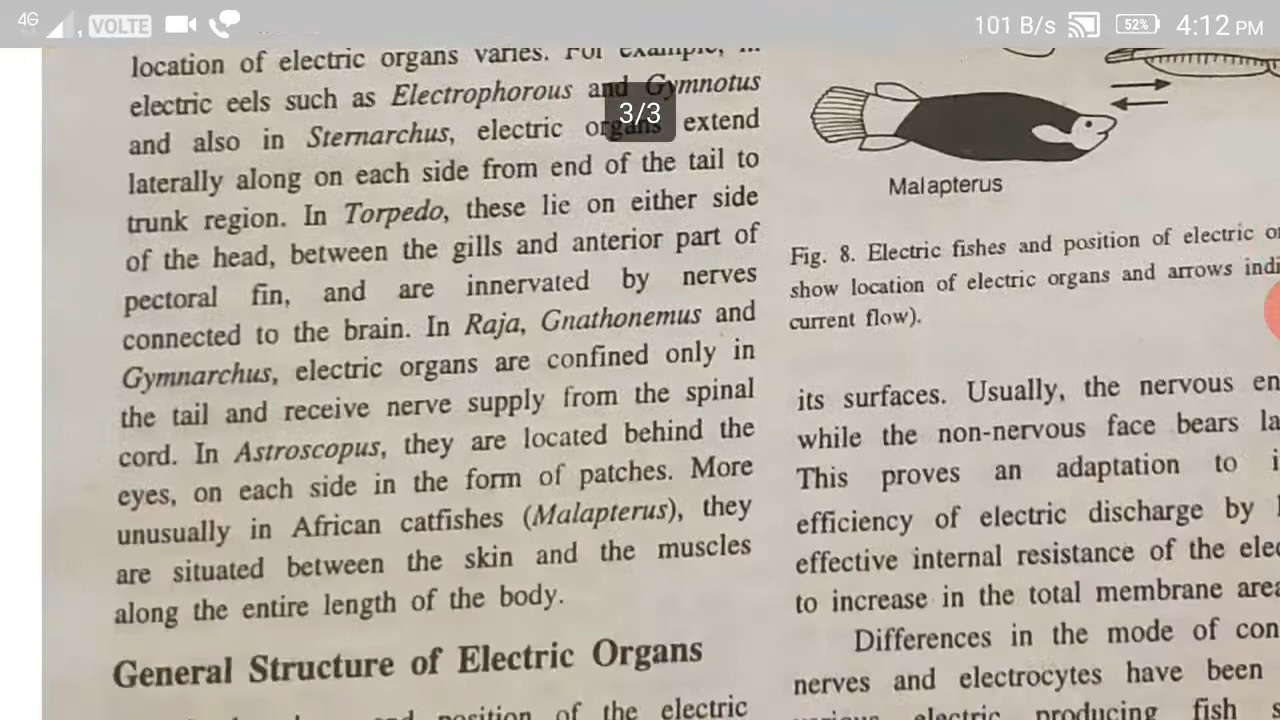 4G
VOLTE
101 B/s
52%
4:12 PM
3/3
location of electric organs varies. For example, in
electric eels such as Electrophorous and Gymnotus
and also in Sternarchus, electric organs extend
laterally along on each side from end of the tail to
trunk region. In Torpedo, these lie on either side
of the head, between the gills and anterior part of
pectoral fin, and are innervated by nerves
connected to the brain. In Raja, Gnathonemus and
Gymnarchus, electric organs are confined only in
the tail and receive nerve supply from the spinal
cord. In Astroscopus, they are located behind the
eyes, on each side in the form of patches. More
unusually in African catfishes (Malapterus), they
are situated between the skin and the muscles
along the entire length of the body.
General Structure of Electric Organs
and position of the electric
Malapterus
Fig. 8. Electric fishes and position of electric
show location of electric organs and arrows
current flow).
its surfaces. Usually, the nervous
while the non-nervous face bears
This proves an adaptation to
efficiency of electric discharge by
effective internal resistance of the
to increase in the total membrane
Differences in the mode of
nerves and electrocytes have been
various electric producing fish